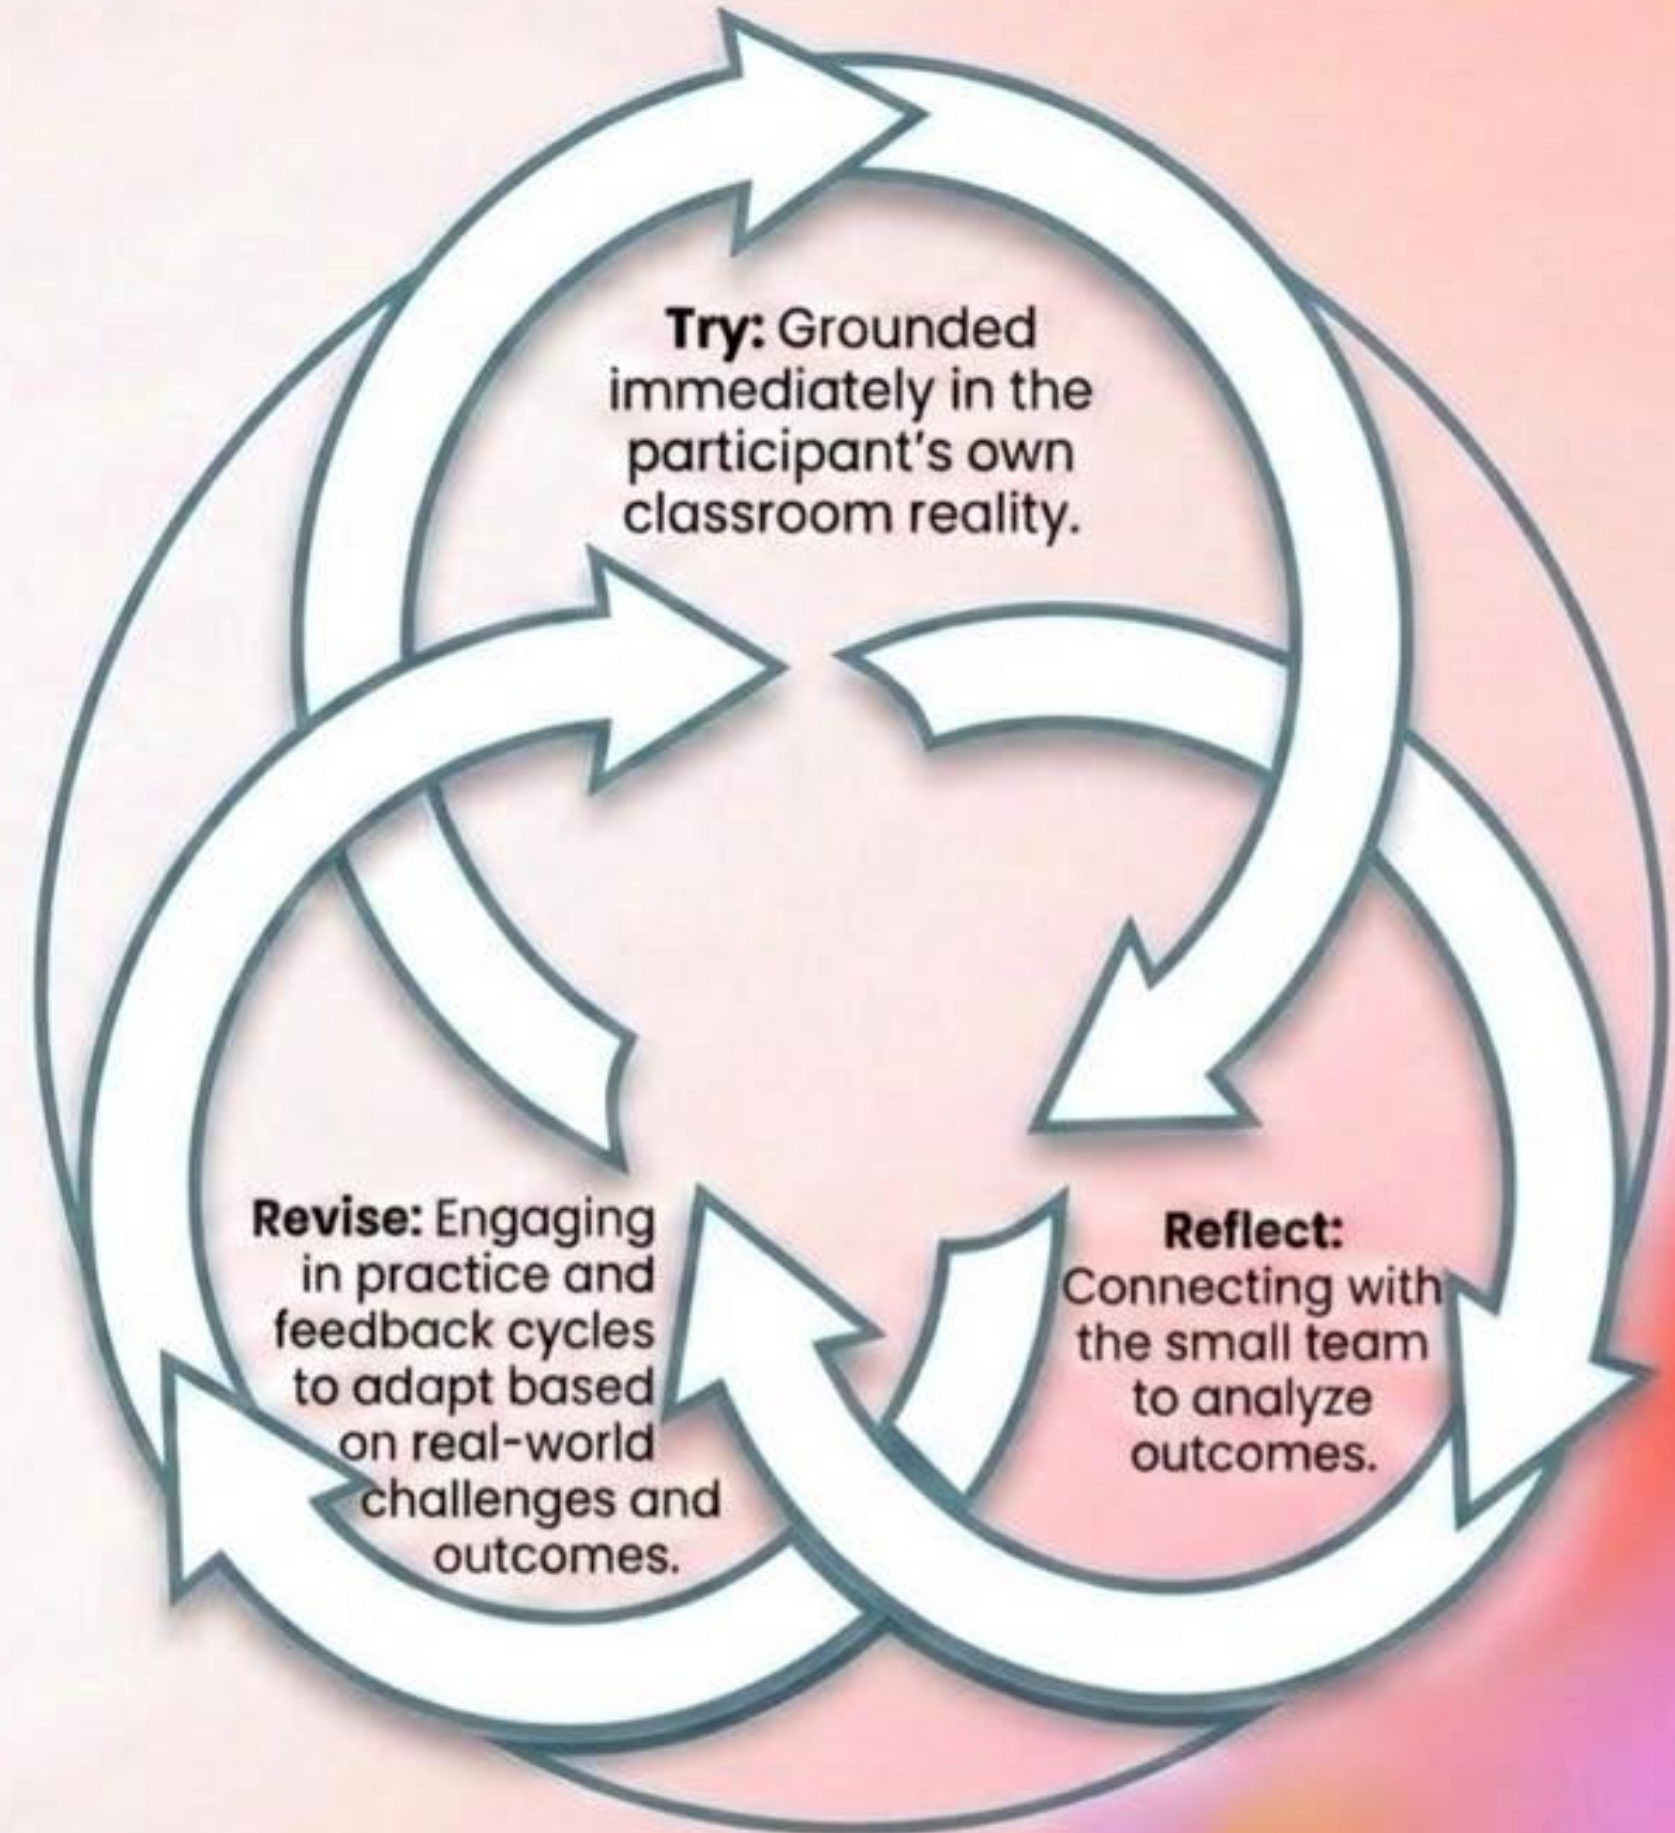 Try: Grounded
immediately in the
participant's own
classroom reality.
Revise: Engaging
in practice and
feedback cycles
to adapt based
on real-world
challenges and
outcomes.
Reflect:
Connecting with
the small team
to analyze
outcomes.